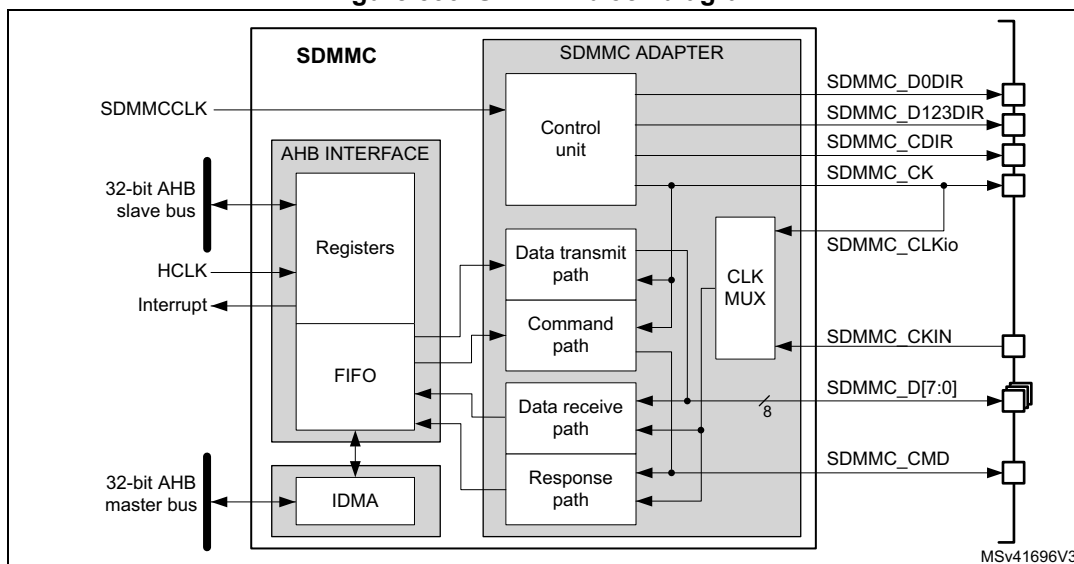 SDMMC
SDMMC ADAPTER
SDMMCCLK
Control
unit
SDMMC_D0DIR
SDMMC_D123DIR
SDMMC_CDIR
SDMMC_CK
AHB INTERFACE
32-bit AHB
slave bus
Registers
HCLK
Interrupt
FIFO
Data transmit
path
Command
path
CLK
MUX
SDMMC_CLKio
SDMMC_CKIN
Data receive
path
Response
path
8
SDMMC_D[7:0]
SDMMC_CMD
32-bit AHB
master bus
IDMA
MSv41696V3